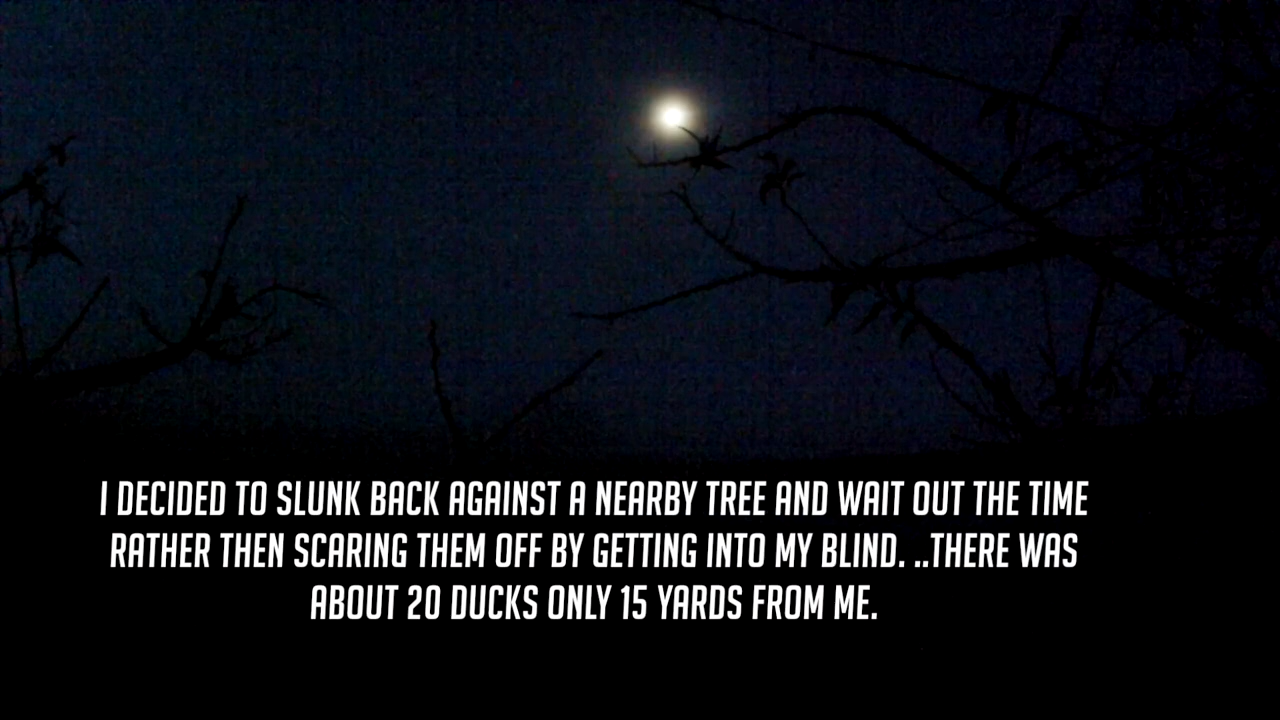 I DECIDED TO SLUNK BACK AGAINST A NEARBY TREE AND WAIT OUT THE TIME
RATHER THEN SCARING THEM OFF BY GETTING INTO MY BLIND. ..THERE WAS
ABOUT 20 DUCKS ONLY 15 YARDS FROM ME.